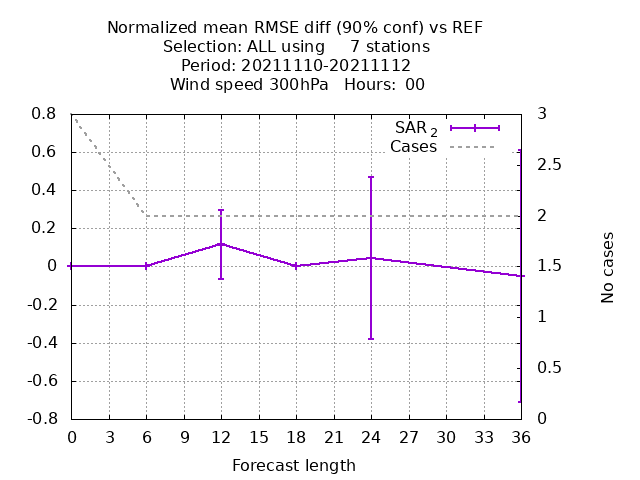 Normalized mean RMSE diff (90% conf) vs REF
Selection: ALL using     7 stations
Period: 20211110-20211112
Wind speed 300hPa   Hours:  00
0.8
0.6
0.4
0.2
0
-0.2
-0.4
-0.6
-0.8
SAR 2
Cases
3
2.5
2
1.5
1
0.5
0
No cases
0 3 6 9 12 15 18 21 24 27 30 33 36
Forecast length